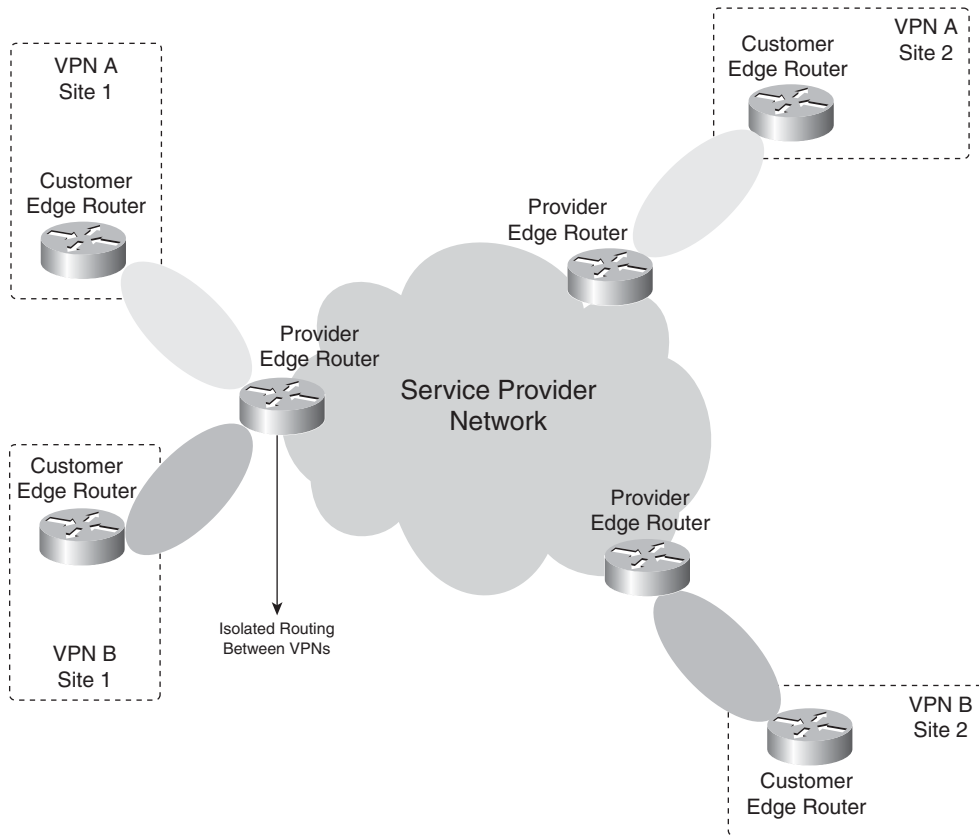 VPN A
Site 1
Customer
Edge Router
VPN A
Site 2
Customer
Edge Router
Provider
Edge Router
Provider
Edge Router
Service Provider
Network
Customer
Edge Router
VPN B
Site 1
Isolated Routing
Between VPNs
Provider
Edge Router
VPN B
Site 2
Customer
Edge Router